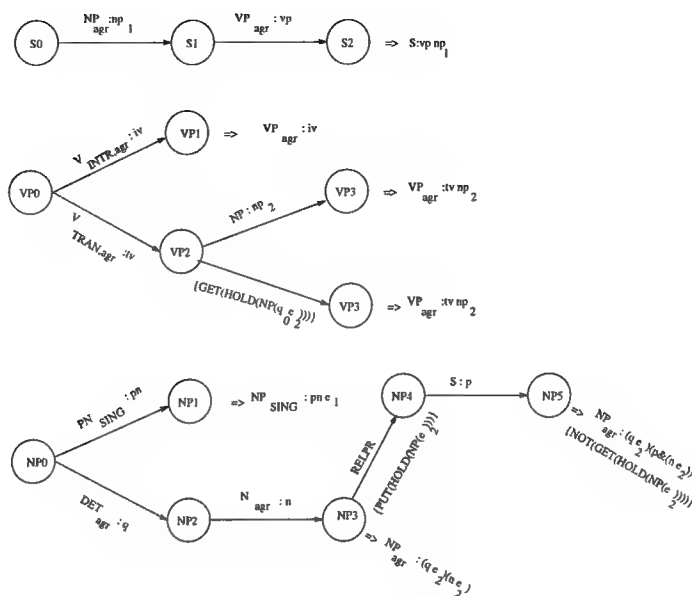 NP agr : np 1
VP agr : vp
S0
S1
S2
=> S:vp np 1
V INTR,agr : iv
VP1
=> VP agr : iv
VP0
V TRAN,agr : tv
VP2
NP : np 2
VP3
=> VP agr :tv np 2
{GET(HOLD(NP(q 0 e 2))))}
VP3
=> VP agr :tv np 2
PN SING : pn
NP1
=> NP SING : pn e 1
NP0
DET agr : q
NP2
N agr : n
NP3
=> NP agr : (q e 2)(n e 2)
RELPR
{PUT(HOLD(NP(e 2)))}
NP4
S : p
NP5
=> NP agr : (q e 2)(p&(n e 2))
{NOT(GET(HOLD(NP(e 2))))}